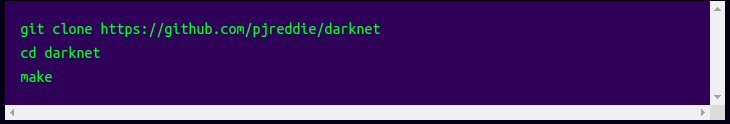 git clone https://github.com/pjreddie/darknet
cd darknet
make